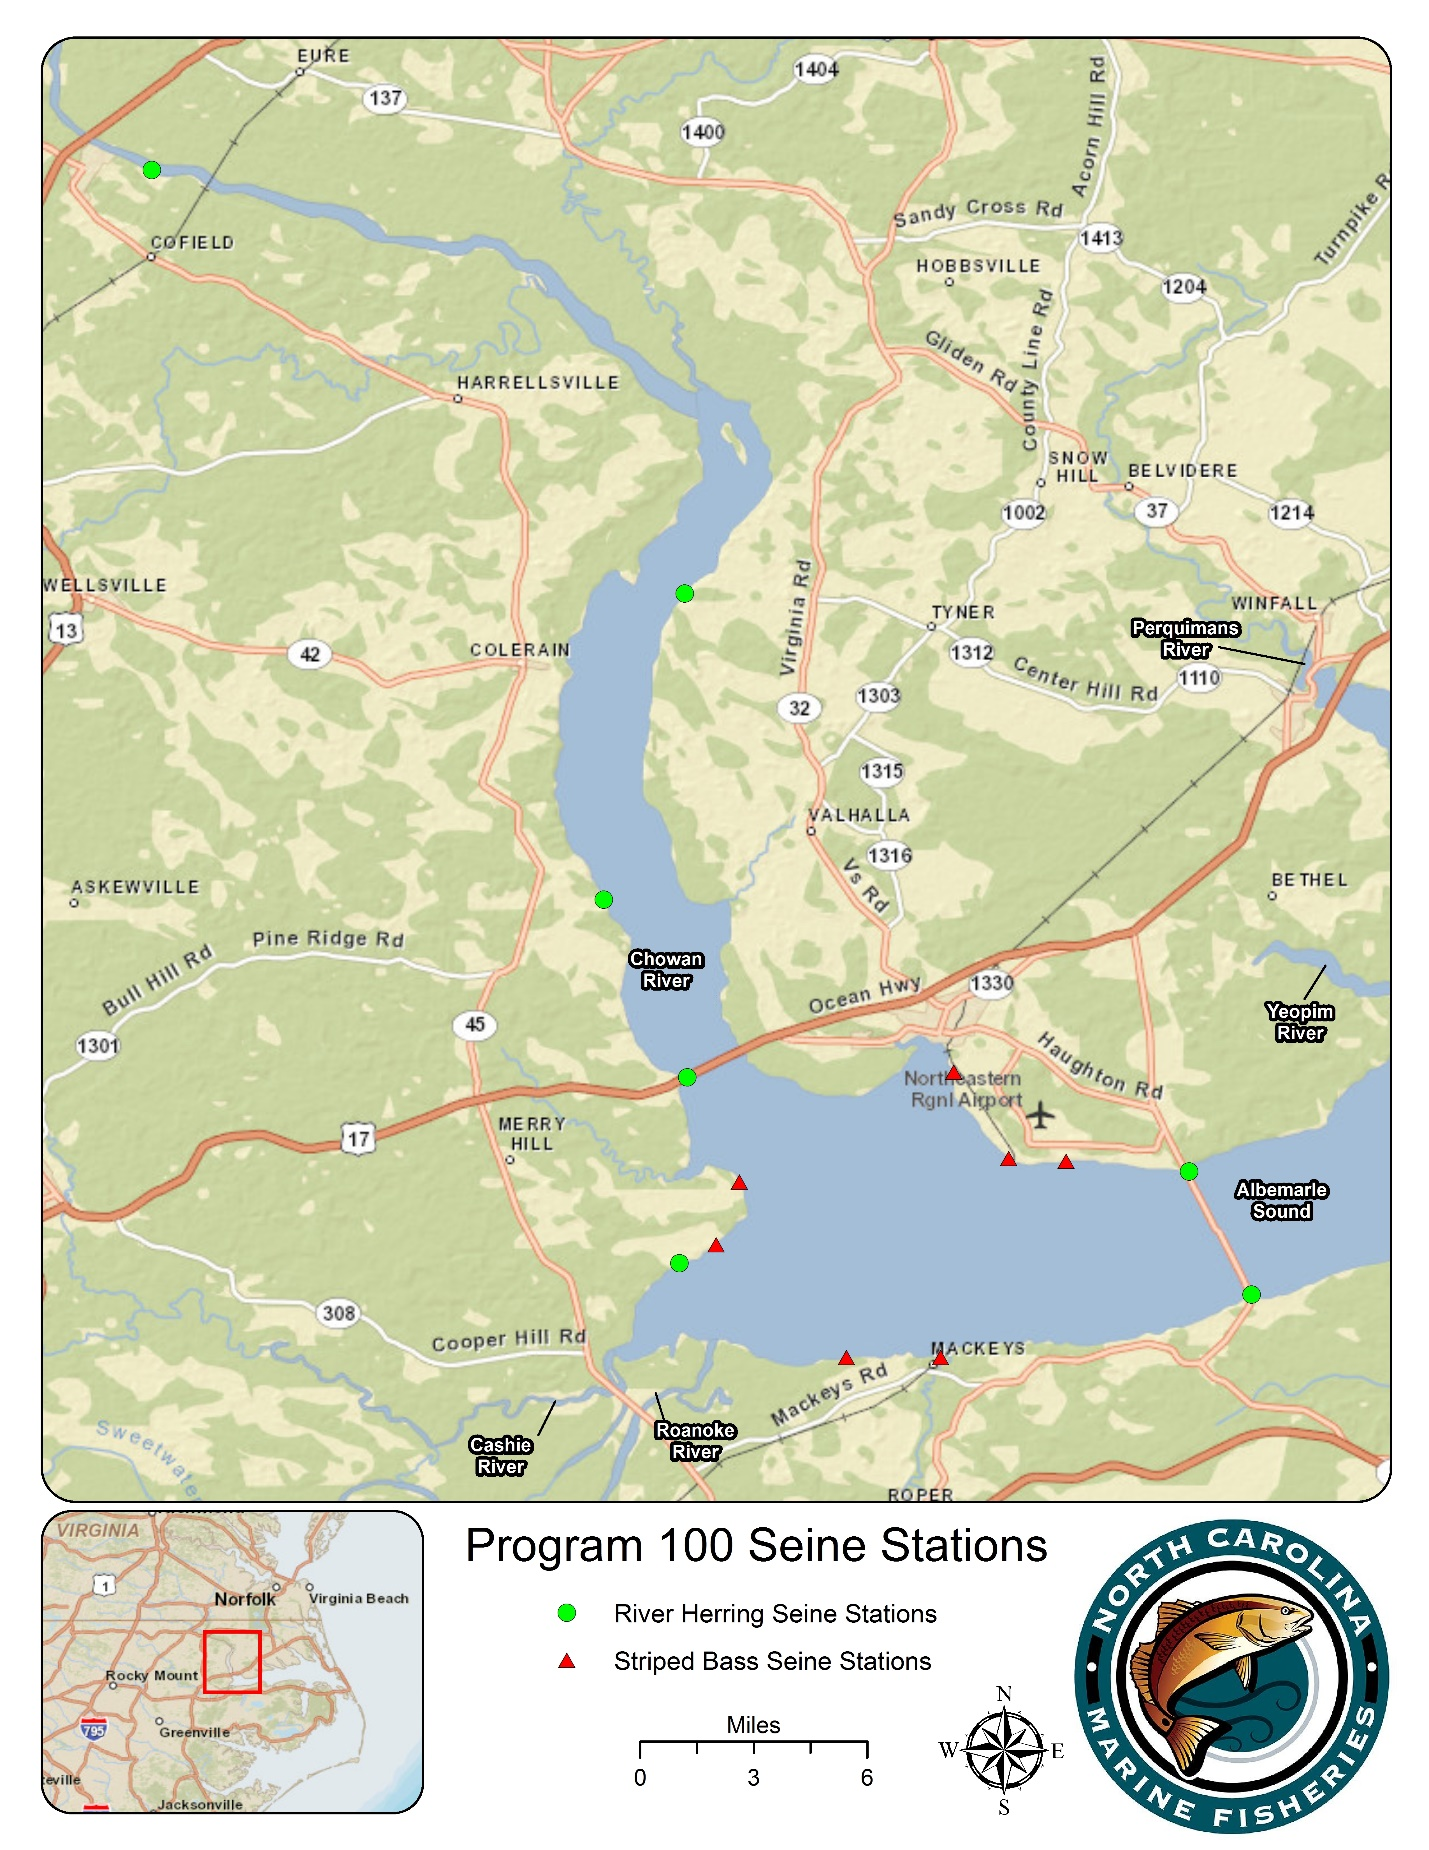 EURE
137
1404
1400
Acorn Hill Rd
Sandy Cross Rd
1413
Turnpike R
COFIELD
HOBBSVILLE
1204
County Line Rd
Gliden Rd
HARRELLSVILLE
SNOW
HILL
BELVIDERE
1002
37
1214
WELLSVILLE
13
42
COLERAIN
Virginia Rd
TYNER
WINFALL
Perquimans
River
1312
Center Hill Rd
1110
1303
32
1315
VALHALLA
1316
Vs Rd
ASKEWVILLE
BETHEL
Pine Ridge Rd
Bull Hill Rd
Chowan
River
Ocean Hwy
1330
Yeopim
River
45
1301
Haughton Rd
Northeastern
Rgnl Airport
17
MERRY
HILL
Albemarle
Sound
308
Cooper Hill Rd
MACKEYS
Mackeys Rd
Roanoke
River
Cashie
River
Sweetwate
ROPER
VIRGINIA
1
Norfolk
Virginia Beach
Rocky Mount
795
Greenville
eville
Jacksonville
Program 100 Seine Stations
River Herring Seine Stations
Striped Bass Seine Stations
Miles
0 3 6
N
W E
S
NORTH CAROLINA
MARINE FISHERIES